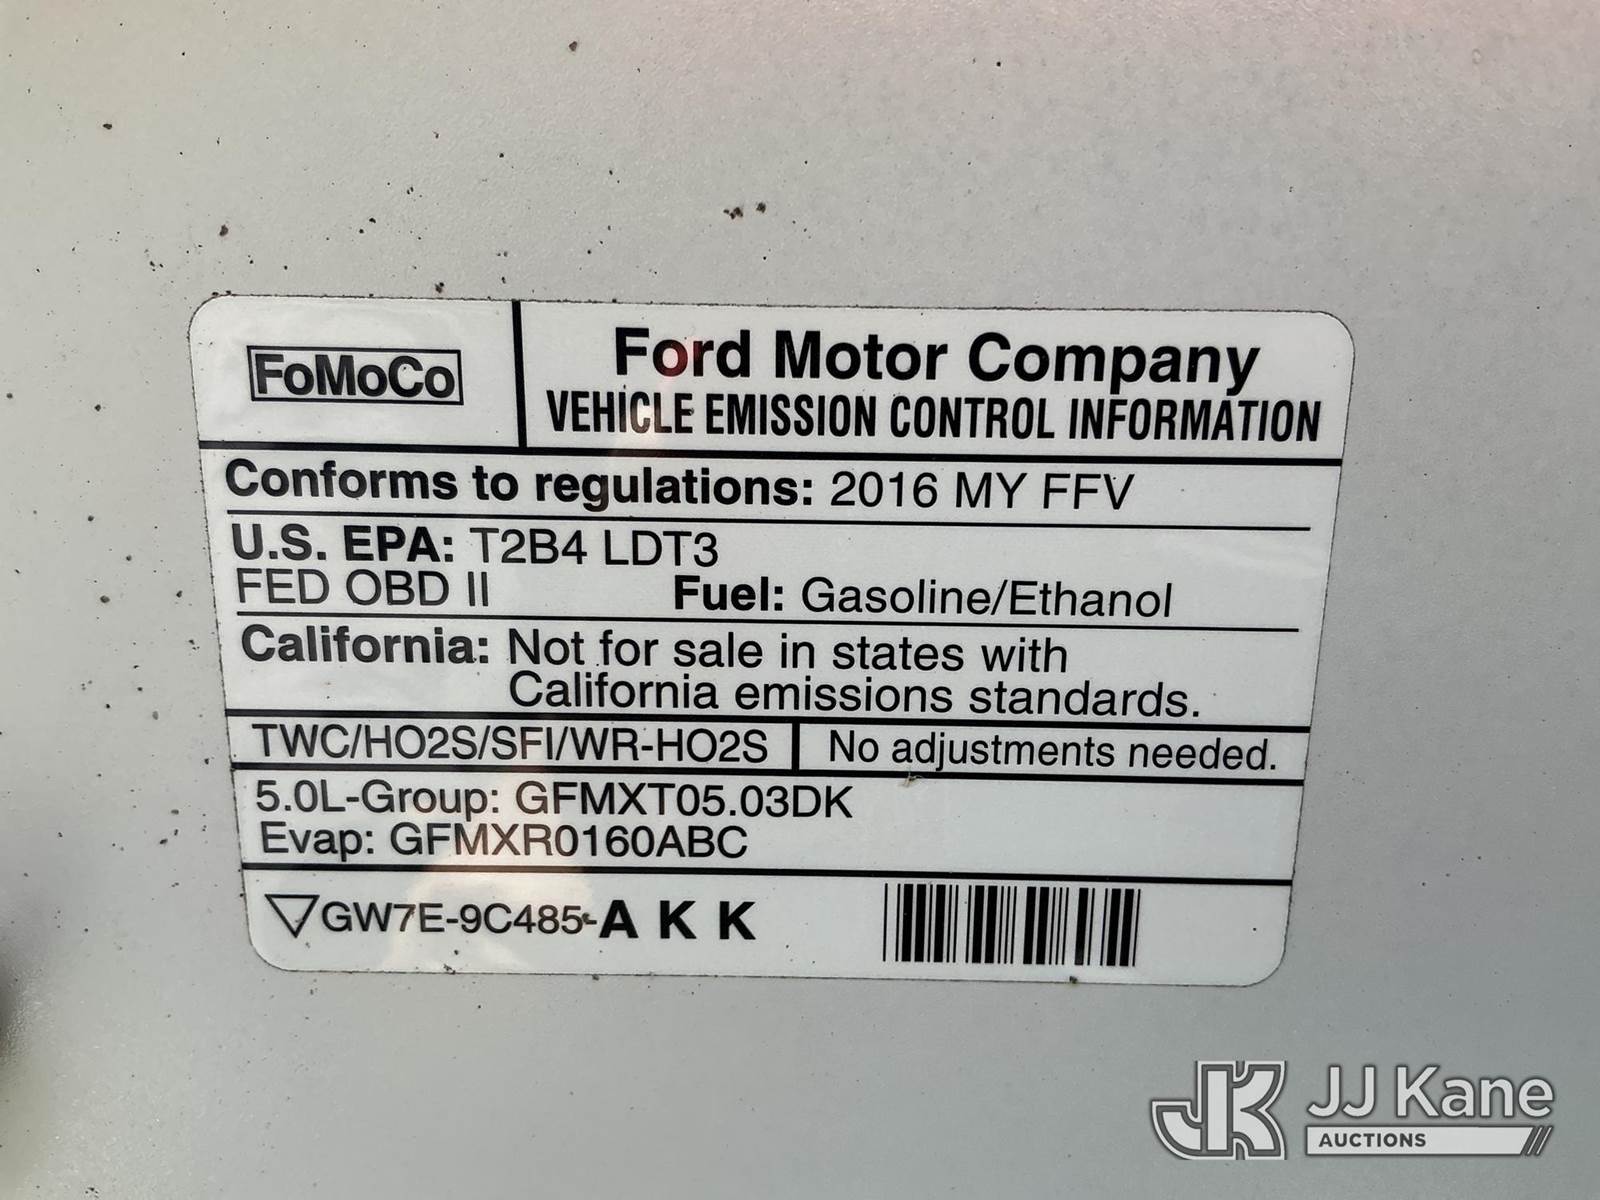 FoMoCo
Ford Motor Company
VEHICLE EMISSION CONTROL INFORMATION
Conforms to regulations: 2016 MY FFV
U.S. EPA: T2B4 LDT3
FED OBD II Fuel: Gasoline/Ethanol
California: Not for sale in states with
California emissions standards.
TWC/HO2S/SFI/WR-HO2S No adjustments needed.
5.0L-Group: GFMXT05.03DK
Evap: GFMXR0160ABC
GW7E-9C485-A K K
JK JJ Kane
AUCTIONS